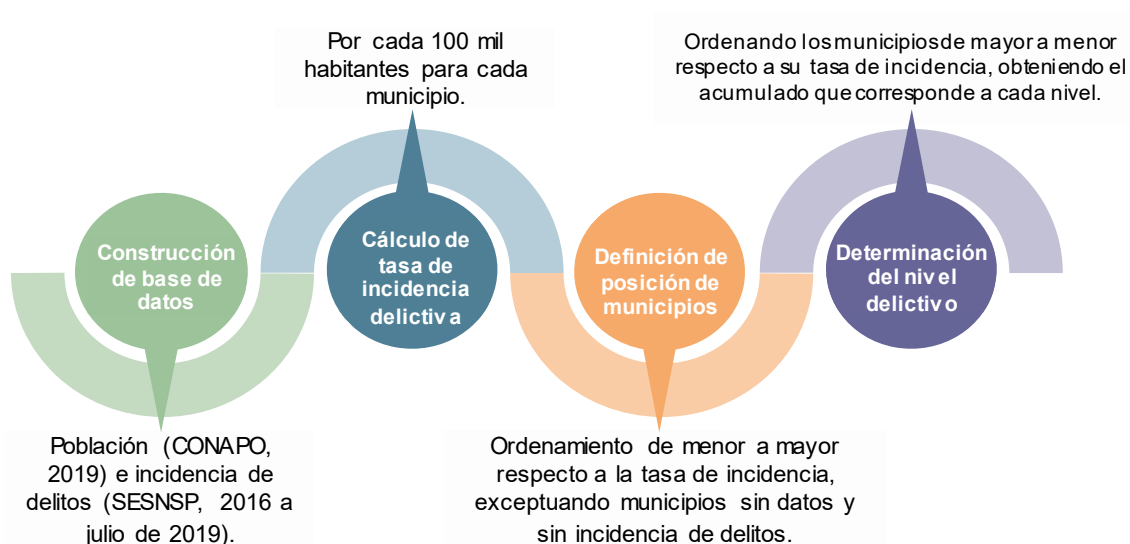 Por cada 100 mil
habitantes para cada
municipio.
Ordenando los municipios de mayor a menor
respecto a su tasa de incidencia, obteniendo el
acumulado que corresponde a cada nivel.
Construcción
de base de
datos
Cálculo de
tasa de
incidencia
delictiva
Definición de
posición de
municipios
Determinación
del nivel
delictivo
Población (CONAPO,
2019) e incidencia de
delitos (SESNSP, 2016 a
julio de 2019).
Ordenamiento de menor a mayor
respecto a la tasa de incidencia,
exceptuando municipios sin datos y
sin incidencia de delitos.